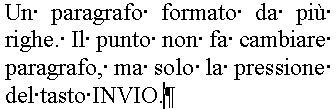 Un paragrafo formato da più
righe. Il punto non fa cambiare
paragrafo, ma solo la pressione
del tasto INVIO.¶